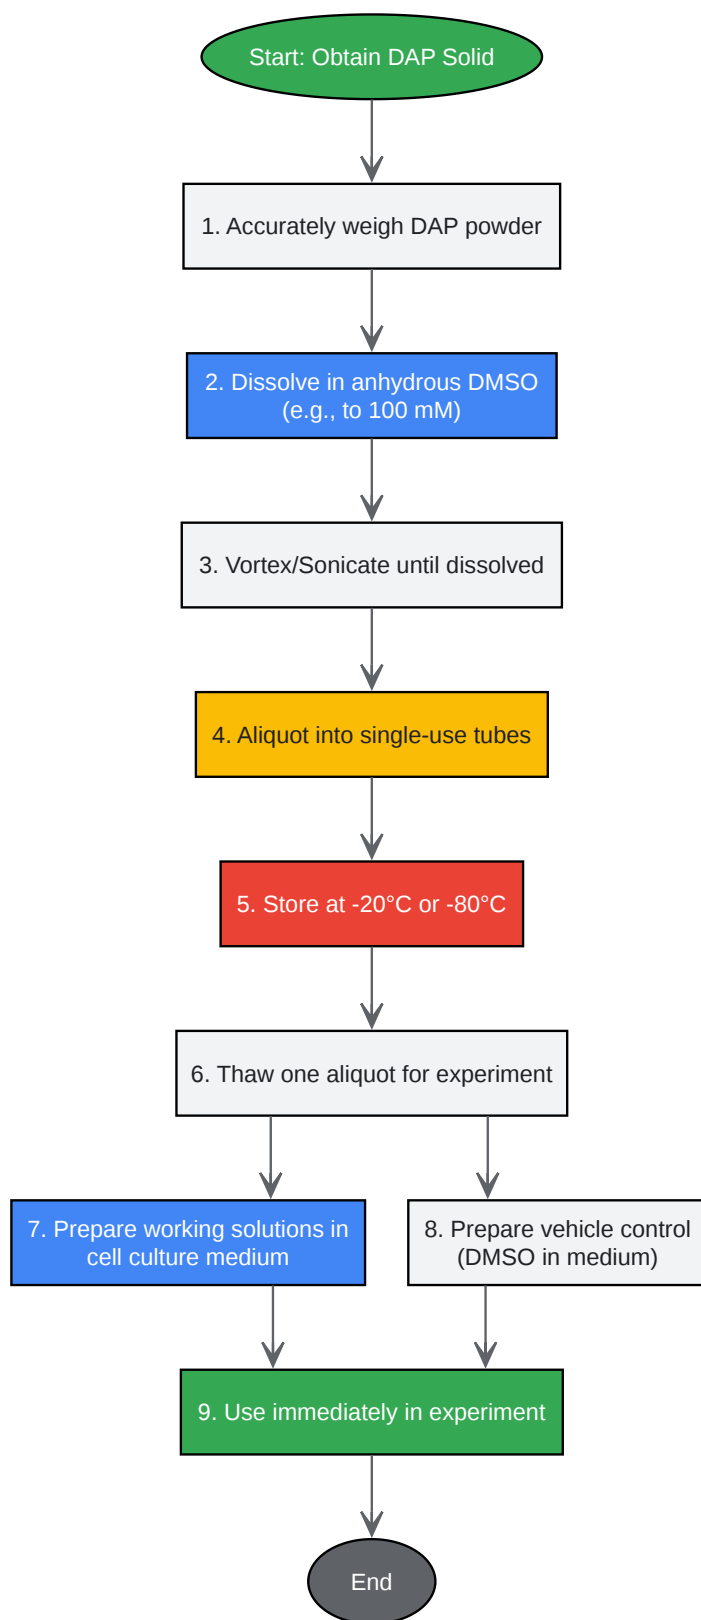 Start: Obtain DAP Solid
1. Accurately weigh DAP powder
2. Dissolve in anhydrous DMSO
(e.g., to 100 mM)
3. Vortex/Sonicate until dissolved
4. Aliquot into single-use tubes
5. Store at -20°C or -80°C
6. Thaw one aliquot for experiment
7. Prepare working solutions in
cell culture medium
8. Prepare vehicle control
(DMSO in medium)
9. Use immediately in experiment
End